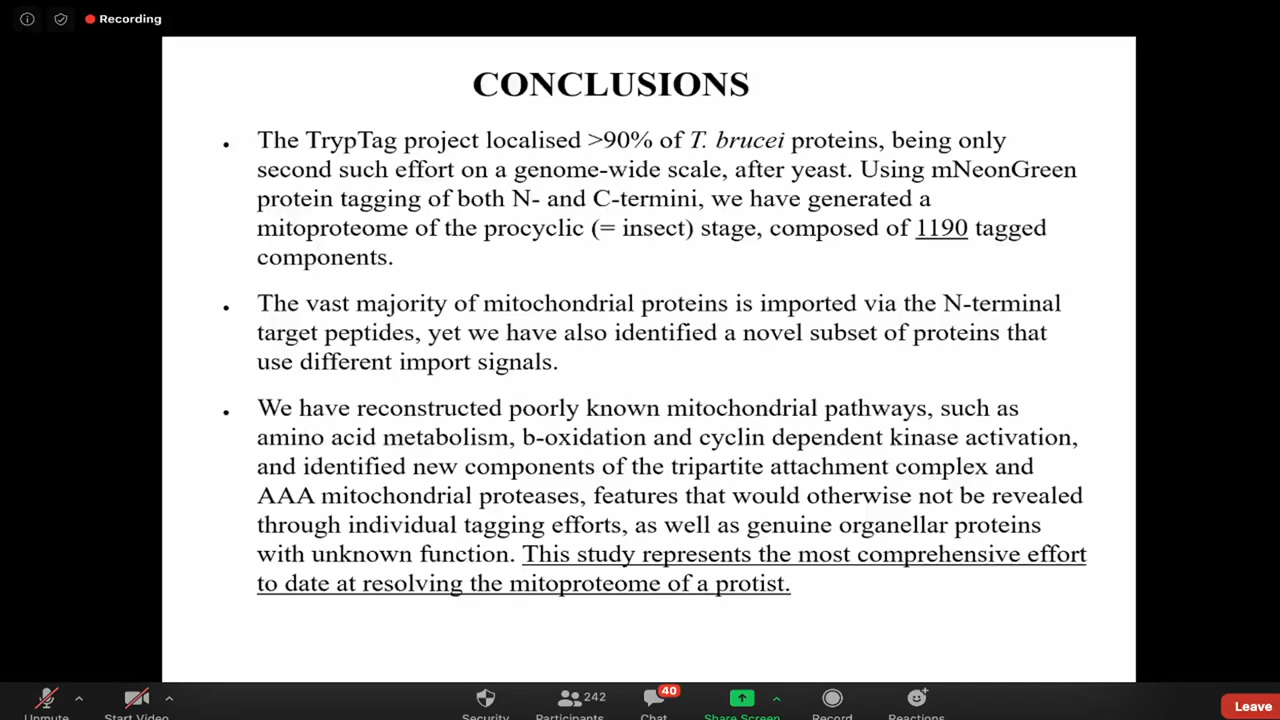 Recording
CONCLUSIONS
• The TrypTag project localised >90% of T. brucei proteins, being only
second such effort on a genome-wide scale, after yeast. Using mNeonGreen
protein tagging of both N- and C-termini, we have generated a
mitoproteome of the procyclic (= insect) stage, composed of 1190 tagged
components.
• The vast majority of mitochondrial proteins is imported via the N-terminal
target peptides, yet we have also identified a novel subset of proteins that
use different import signals.
• We have reconstructed poorly known mitochondrial pathways, such as
amino acid metabolism, b-oxidation and cyclin dependent kinase activation,
and identified new components of the tripartite attachment complex and
AAA mitochondrial proteases, features that would otherwise not be revealed
through individual tagging efforts, as well as genuine organellar proteins
with unknown function. This study represents the most comprehensive effort
to date at resolving the mitoproteome of a protist.
242 40
Unmute Start Video Security Participants Chat Share Screen Record Reactions Leave